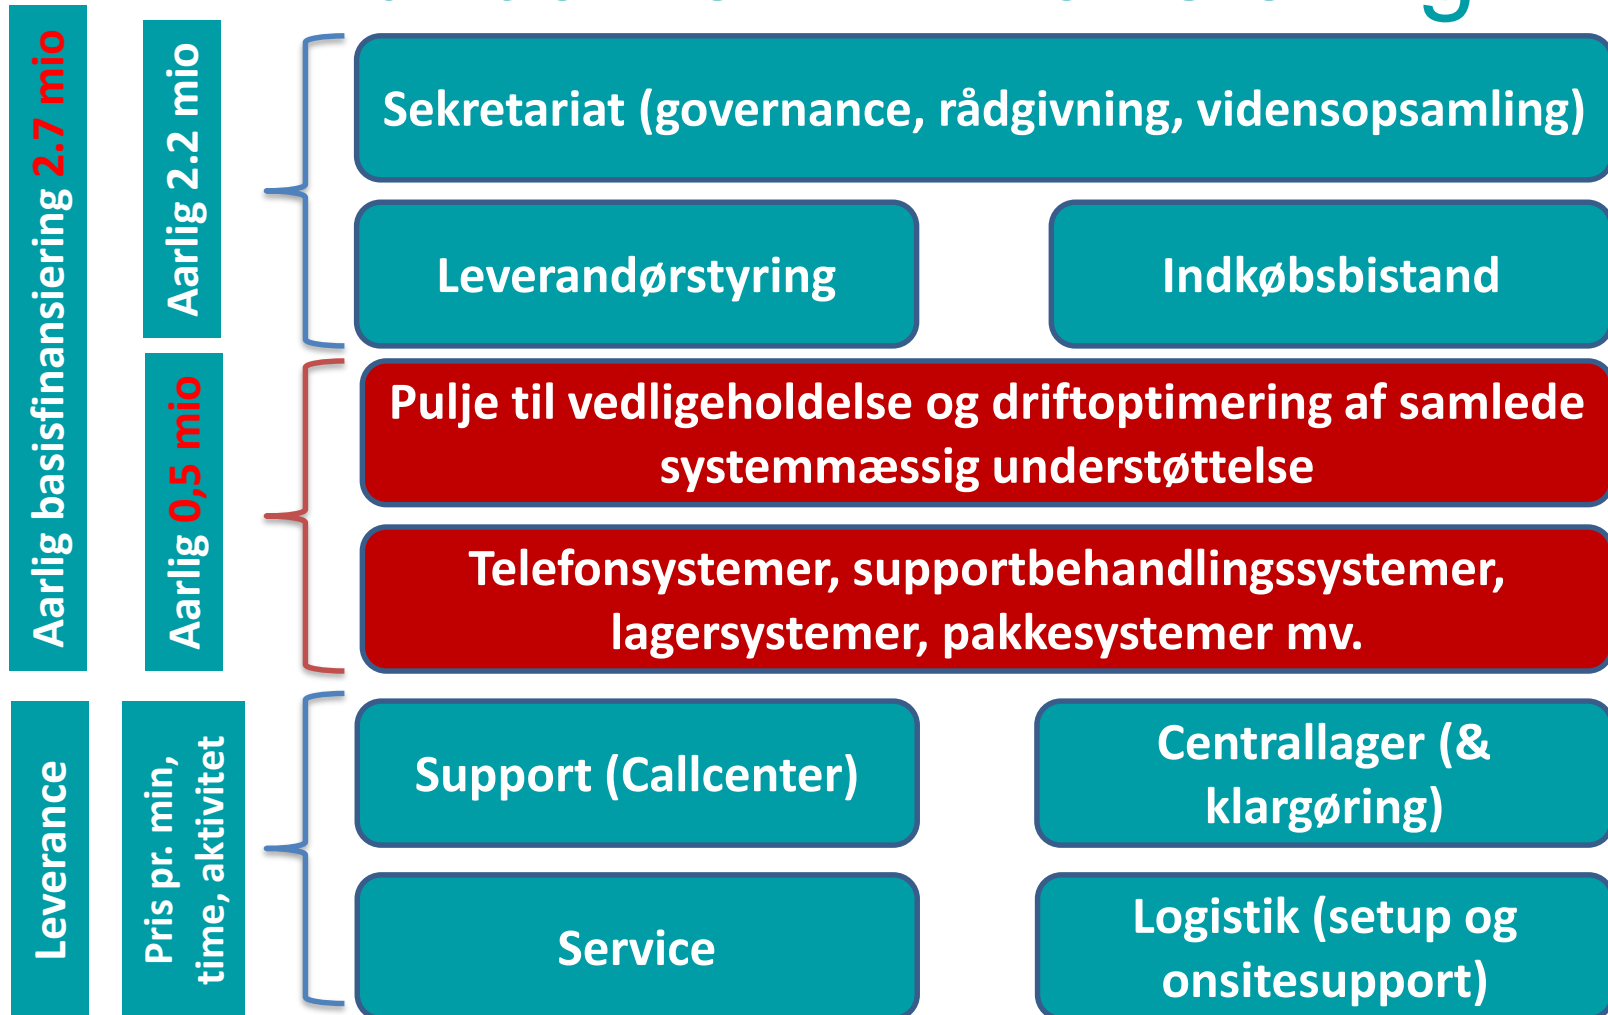 Aarlig basisfinansiering 2.7 mio
Aarlig 2.2 mio
Sekretariat (governance, rådgivning, vidensopsamling)
Leverandørstyring
Indkøbsbistand
Aarlig 0,5 mio
Pulje til vedligeholdelse og driftoptimering af samlede
systemmæssig understøttelse
Telefonsystemer, supportbehandlingssystemer,
lagersystemer, pakkesystemer mv.
Leverance
Pris pr. min,
time, aktivitet
Support (Callcenter)
Centrallager (&
klargøring)
Service
Logistik (setup og
onsitesupport)